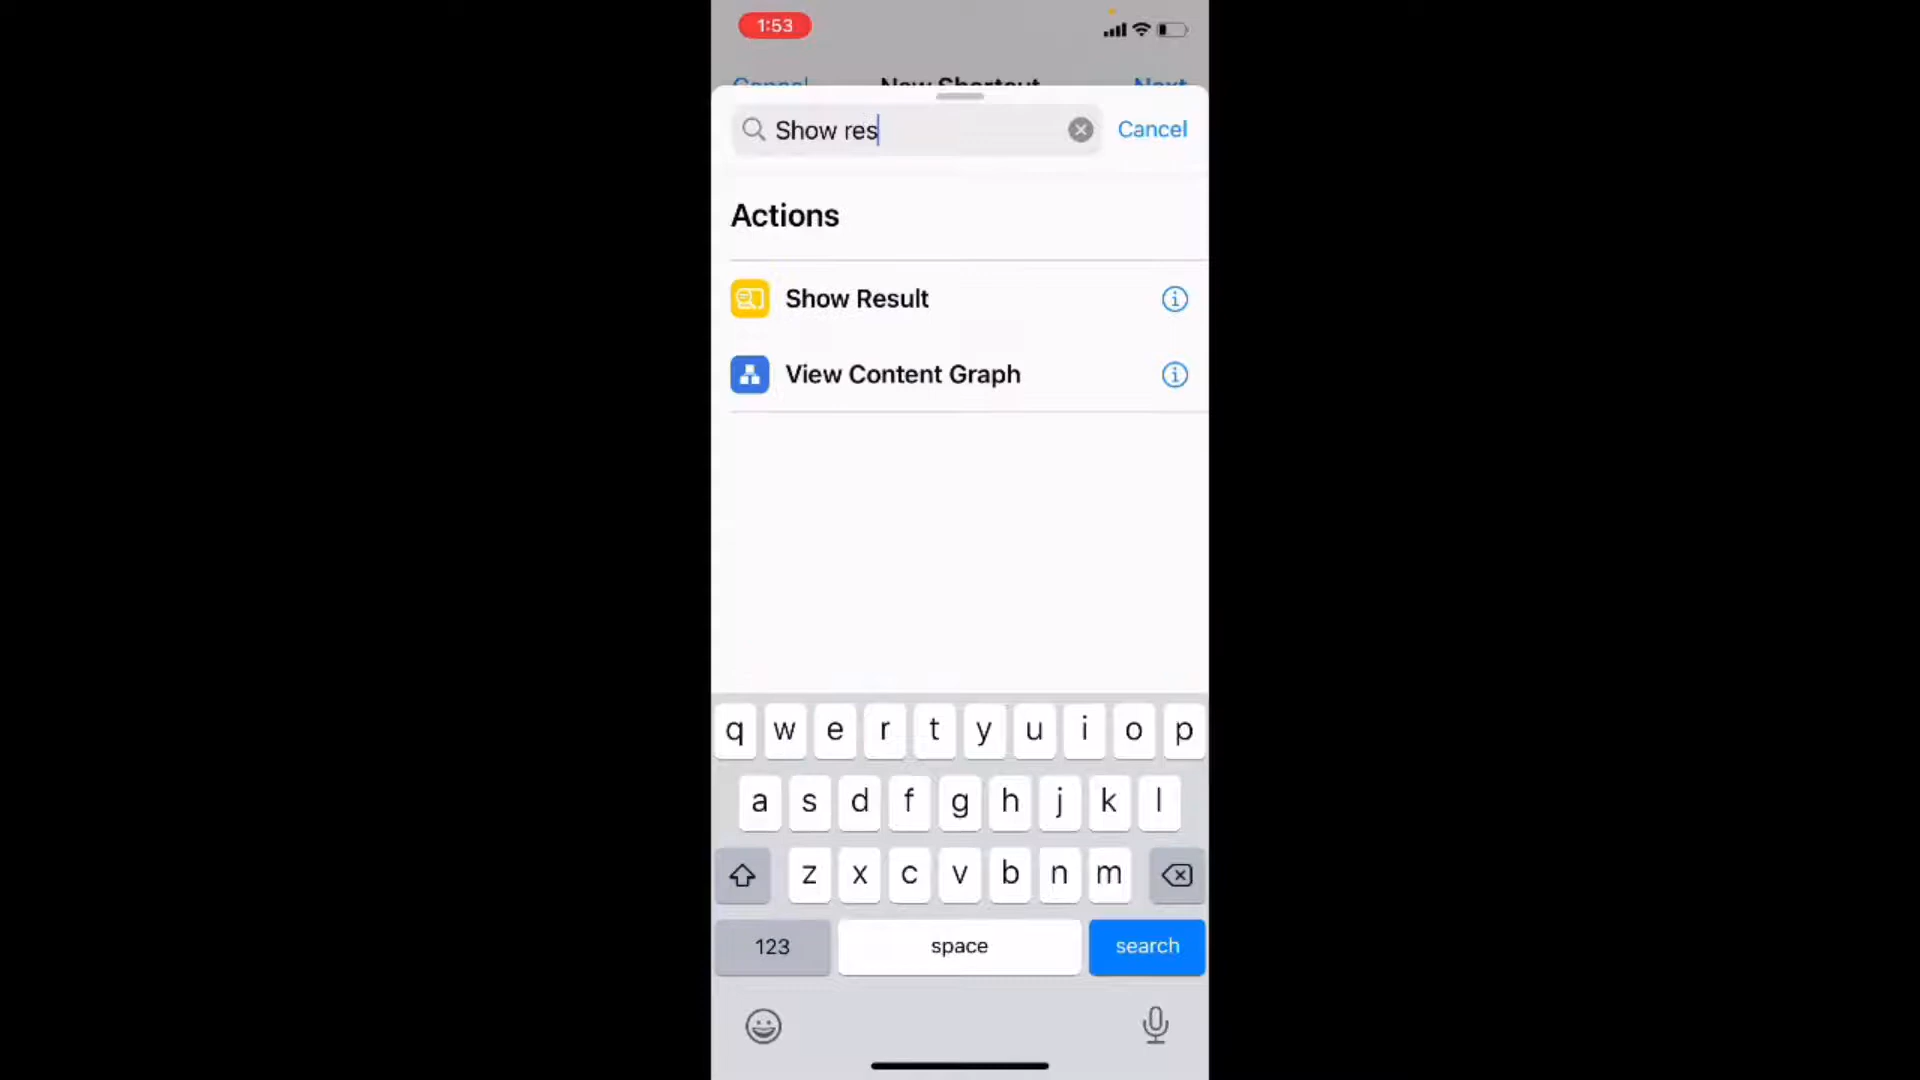 1:53
Cancel New Shortcut Next
Show res
Cancel
Actions
Show Result
View Content Graph
q w e r t y u i o p
a s d f g h j k l
z x c v b n m
123 space search